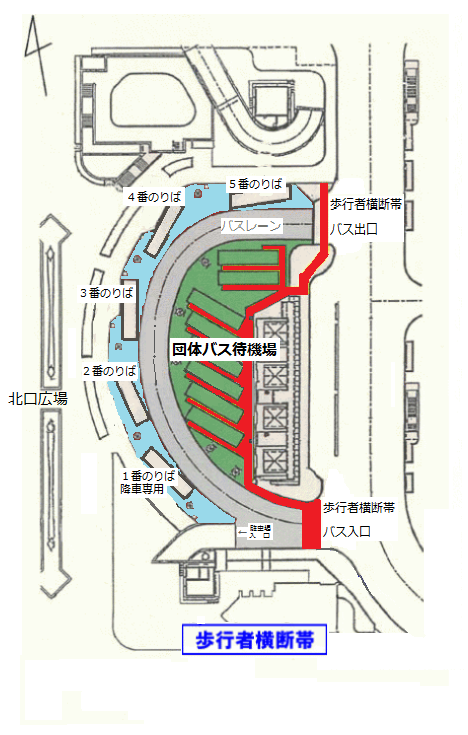 5番のりば
4番のりば
歩行者横断帯
バスレーン
バス出口
3番のりば
団体バス待機場
2番のりば
北口広場
1番のりば
降車専用
歩行者横断帯
バス入口
←
入口
歩行者横断帯